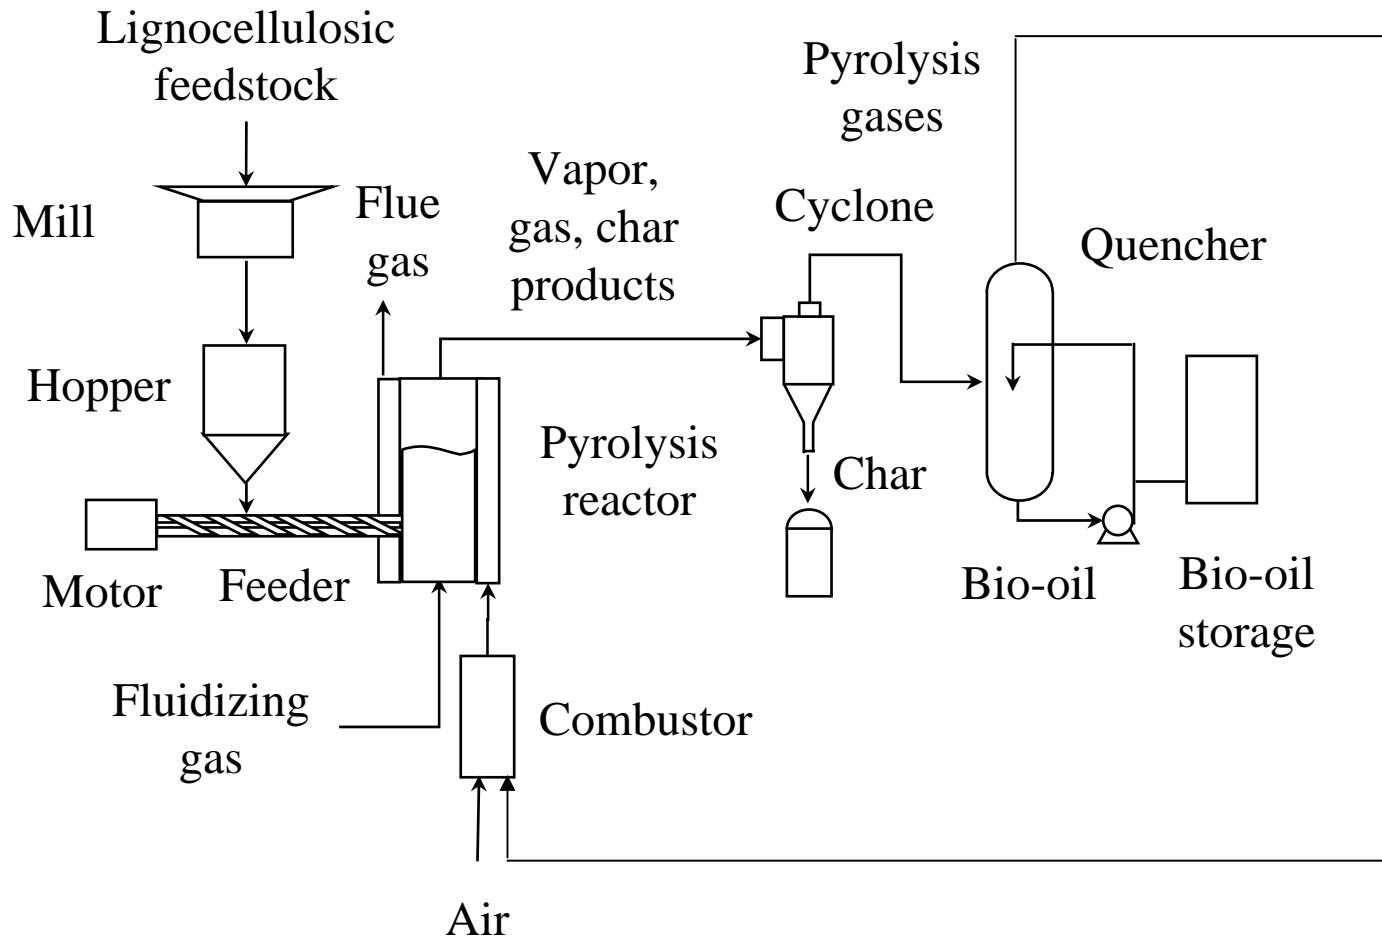 Lignocellulosic
feedstock
Pyrolysis
gases
Vapor,
gas, char
products
Flue
gas
Cyclone
Mill
Quencher
Hopper
Pyrolysis
reactor
Char
Motor
Feeder
Bio-oil
Bio-oil
storage
Fluidizing
gas
Combustor
Air